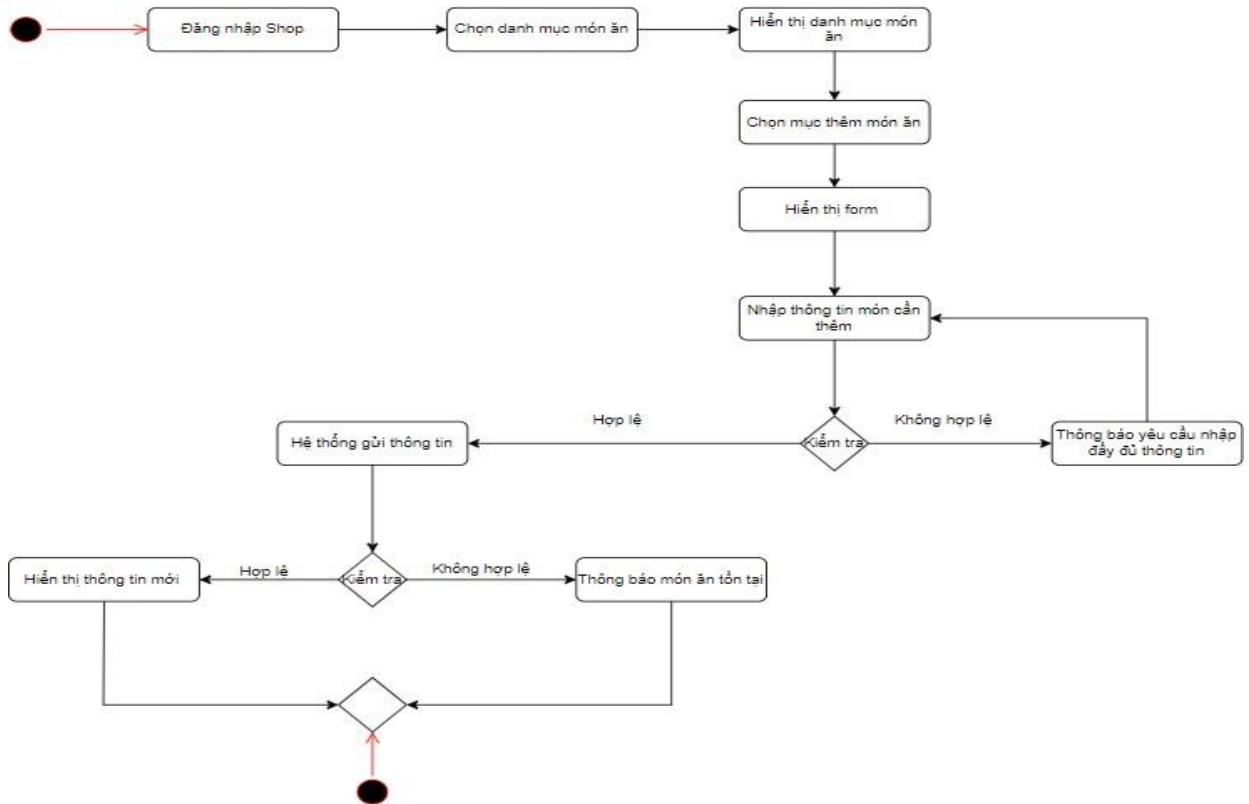 Đăng nhập Shop
Chọn danh mục món ăn
Hiển thị danh mục món
ăn
Chọn mục thêm món ăn
Hiển thị form
Nhập thông tin món cần
thêm
Kiểm tra
Hợp lệ
Không hợp lệ
Hệ thống gửi thông tin
Thông báo yêu cầu nhập
đầy đủ thông tin
Kiểm tra
Hợp lệ
Không hợp lệ
Hiển thị thông tin mới
Thông báo món ăn tồn tại